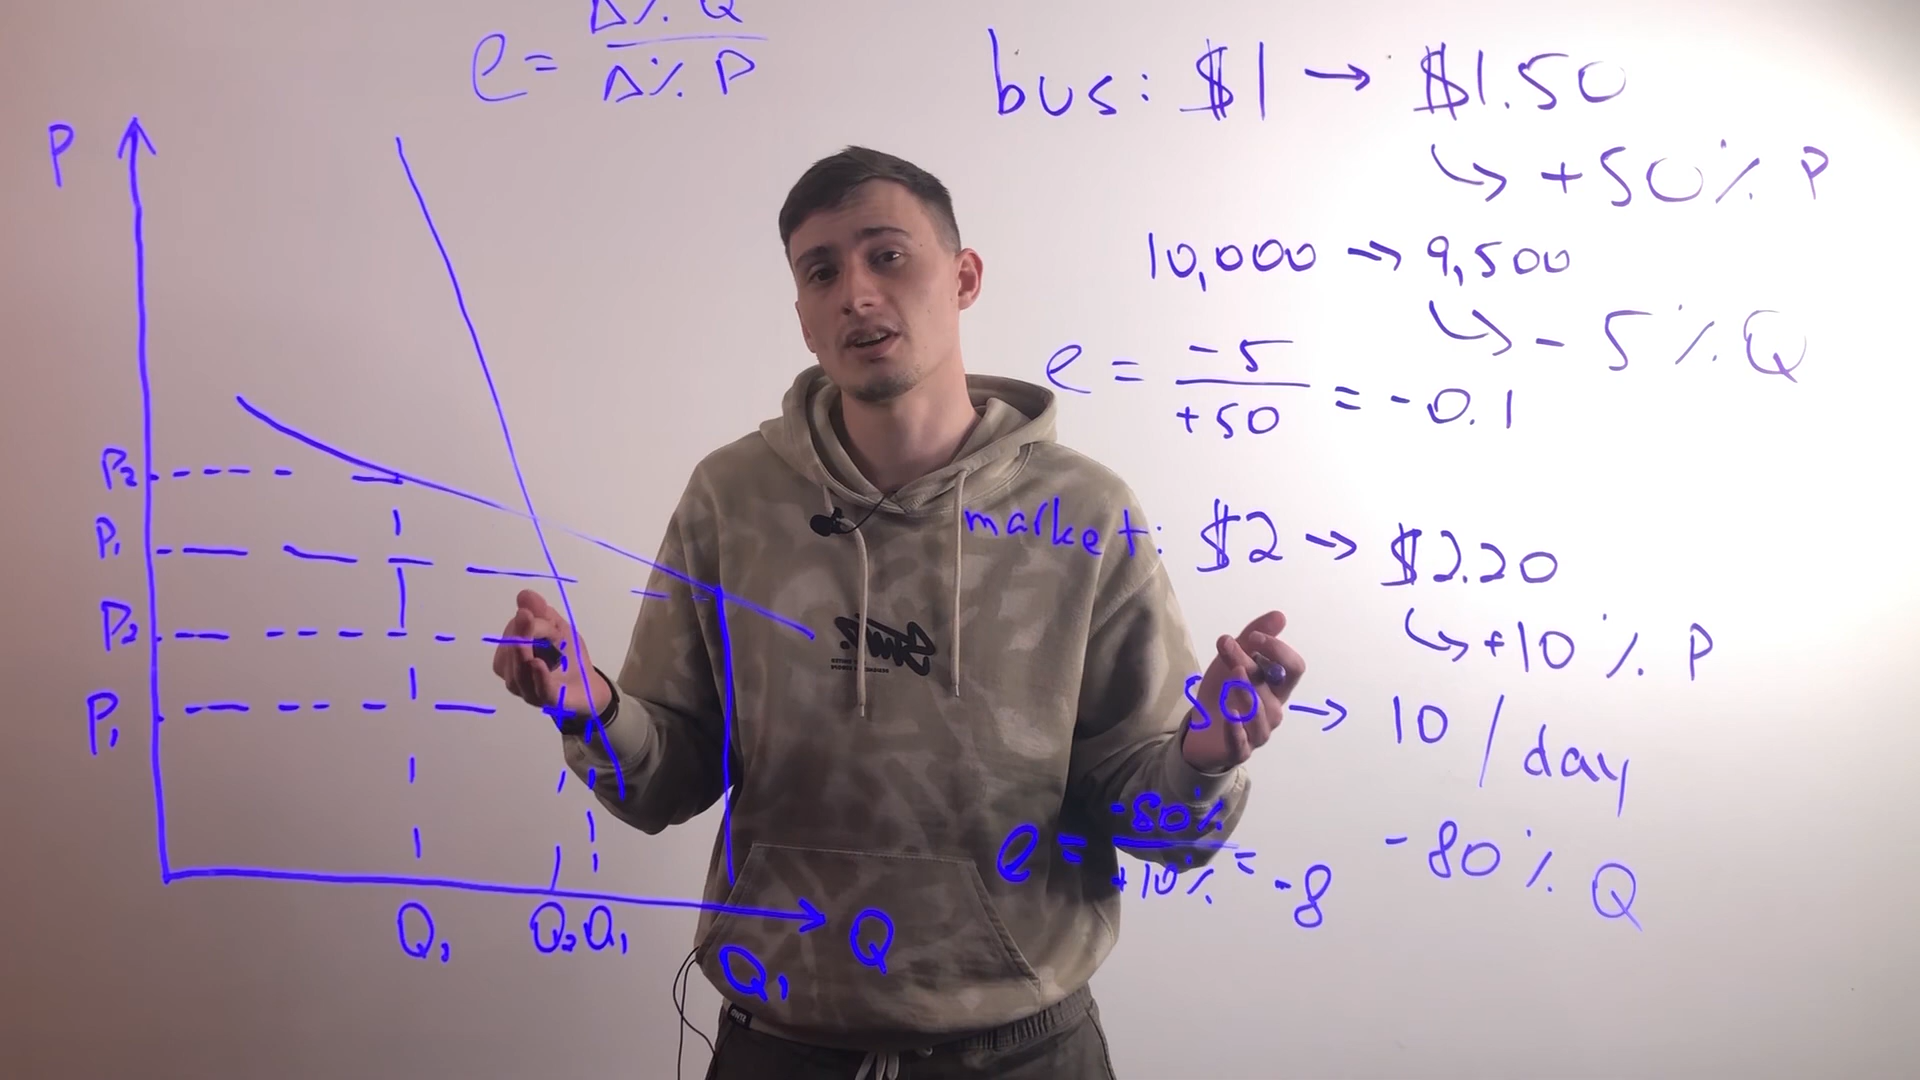 e = Δ% Q / Δ% P
bus: $1 → $1.50
↳ +50% P
10,000 → 9,500
↳ - 5% Q
e = -5 / +50 = -0.1
market: $2 → $2.20
↳ +10% P
50 → 10 / day
-80% Q
e = -80% / +10% = -8
P
P₂
P₁
P₂
P₁
Q₂ Q₁
Q₁
Q